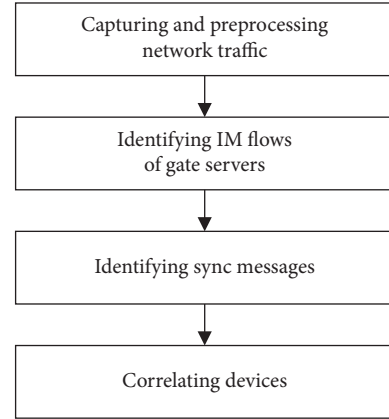 Capturing and preprocessing
network traffic
Identifying IM flows
of gate servers
Identifying sync messages
Correlating devices